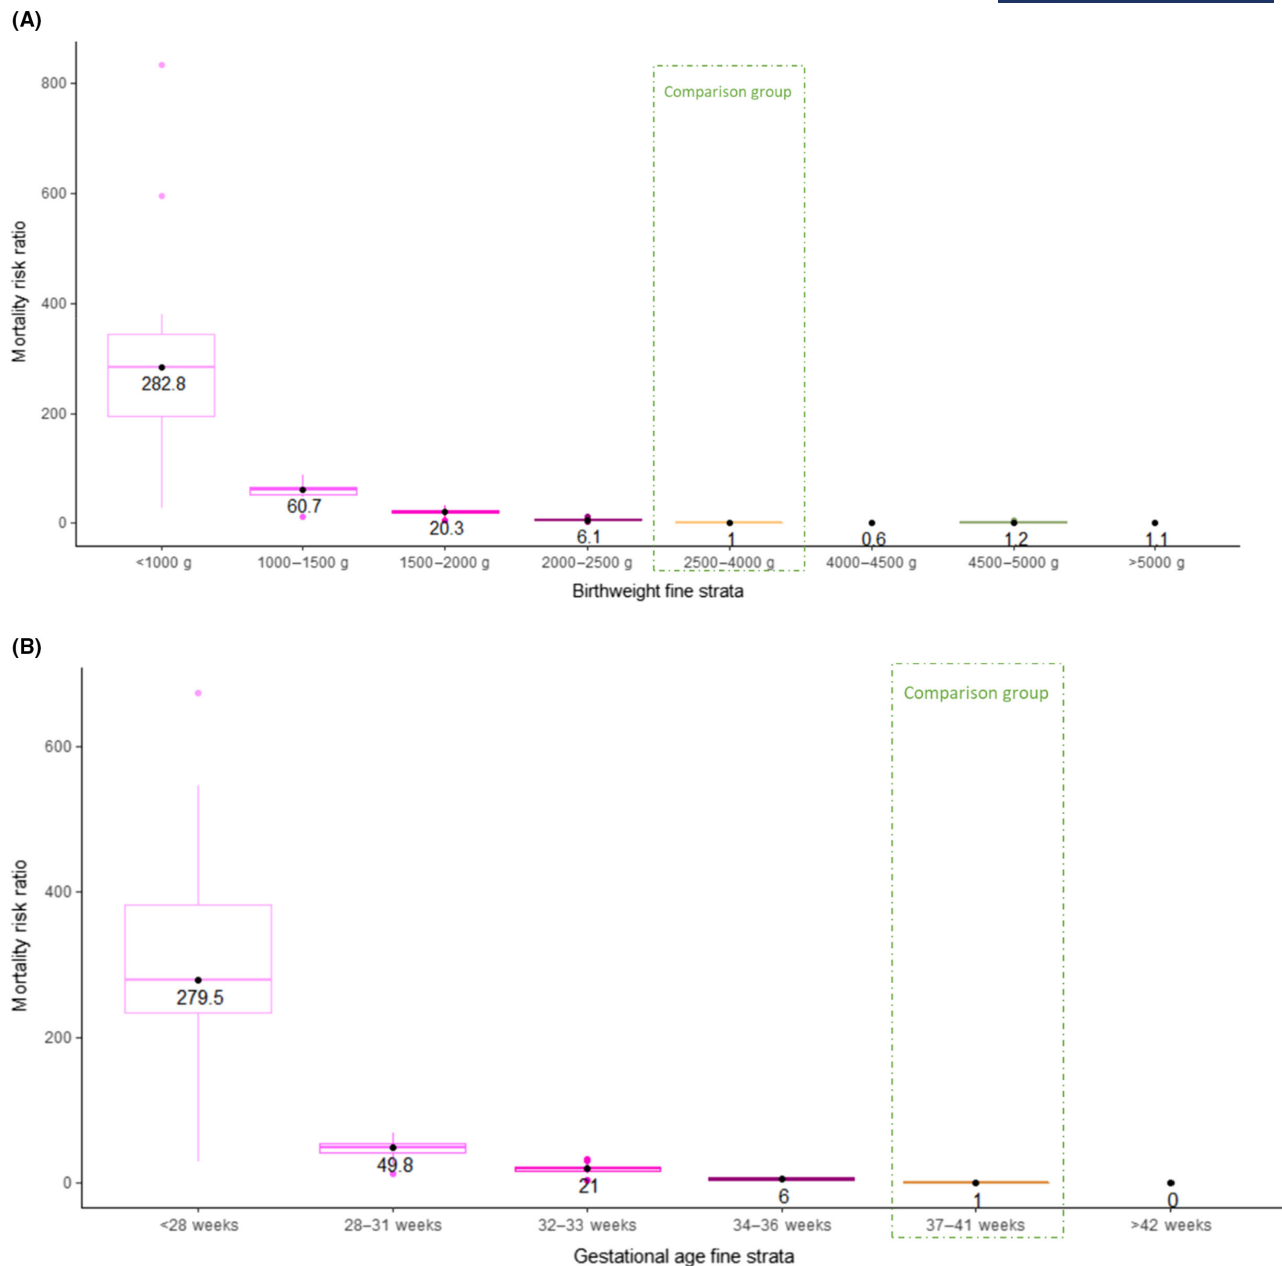 (A)
800
Comparison group
600
Mortality risk ratio
400
282.8
200
60.7
20.3
6.1
1
0.6
1.2
1.1
0
<1000 g
1000–1500 g
1500–2000 g
2000–2500 g
2500–4000 g
4000–4500 g
4500–5000 g
>5000 g
Birthweight fine strata
(B)
Comparison group
600
Mortality risk ratio
400
279.5
200
49.8
21
6
1
0
0
<28 weeks
28–31 weeks
32–33 weeks
34–36 weeks
37–41 weeks
>42 weeks
Gestational age fine strata